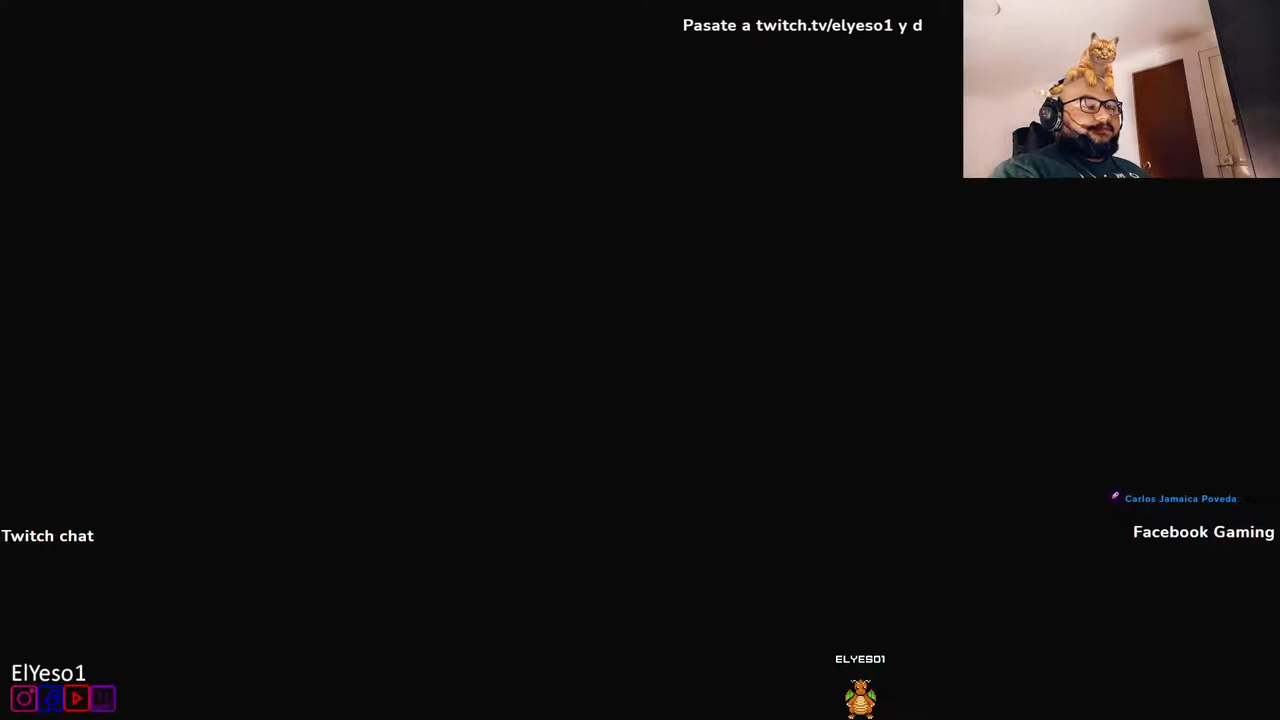 Pasate a twitch.tv/elyeso1 y d
Carlos Jamaica Poveda
Twitch chat
Facebook Gaming
ELYESO1
ElYeso1